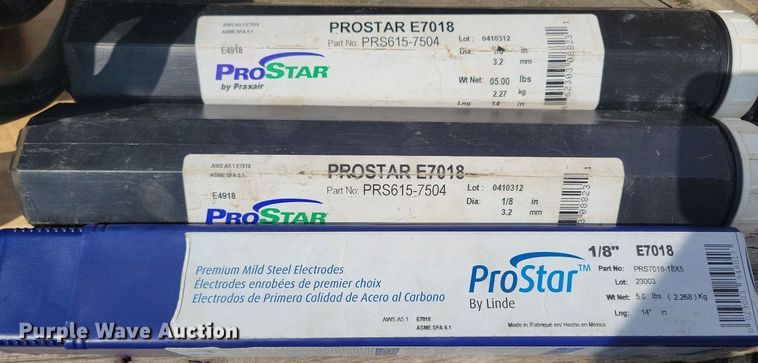 AWS A5.1 E7018
ASME SFA 5.1
PROSTAR E7018
Part No: PRS615-7504
Lot : 0410312
Dia: 1/8 in
3.2 mm
E4918
PROSTAR
by Praxair
Wt Net: 05.00 lbs
2.27 kg
Lng: 14 in
AWS A5.1 E7018
ASME SFA 5.1
PROSTAR E7018
Part No: PRS615-7504
Lot : 0410312
Dia: 1/8 in
3.2 mm
E4918
PROSTAR
Premium Mild Steel Electrodes
Électrodes enrobées de premier choix
Electrodos de Primera Calidad de Acero al Carbono
AWS A5.1 E7018
ASME SFA 5.1
ProStar™
By Linde
1/8" E7018
Part No: PRS7018-18X5
Lot: 23003
Wt Net: 5.0 lbs (2.268) Kg
Lng: 14" in
Made in /Fabriqué en/ Hecho en México
Purple Wave Auction